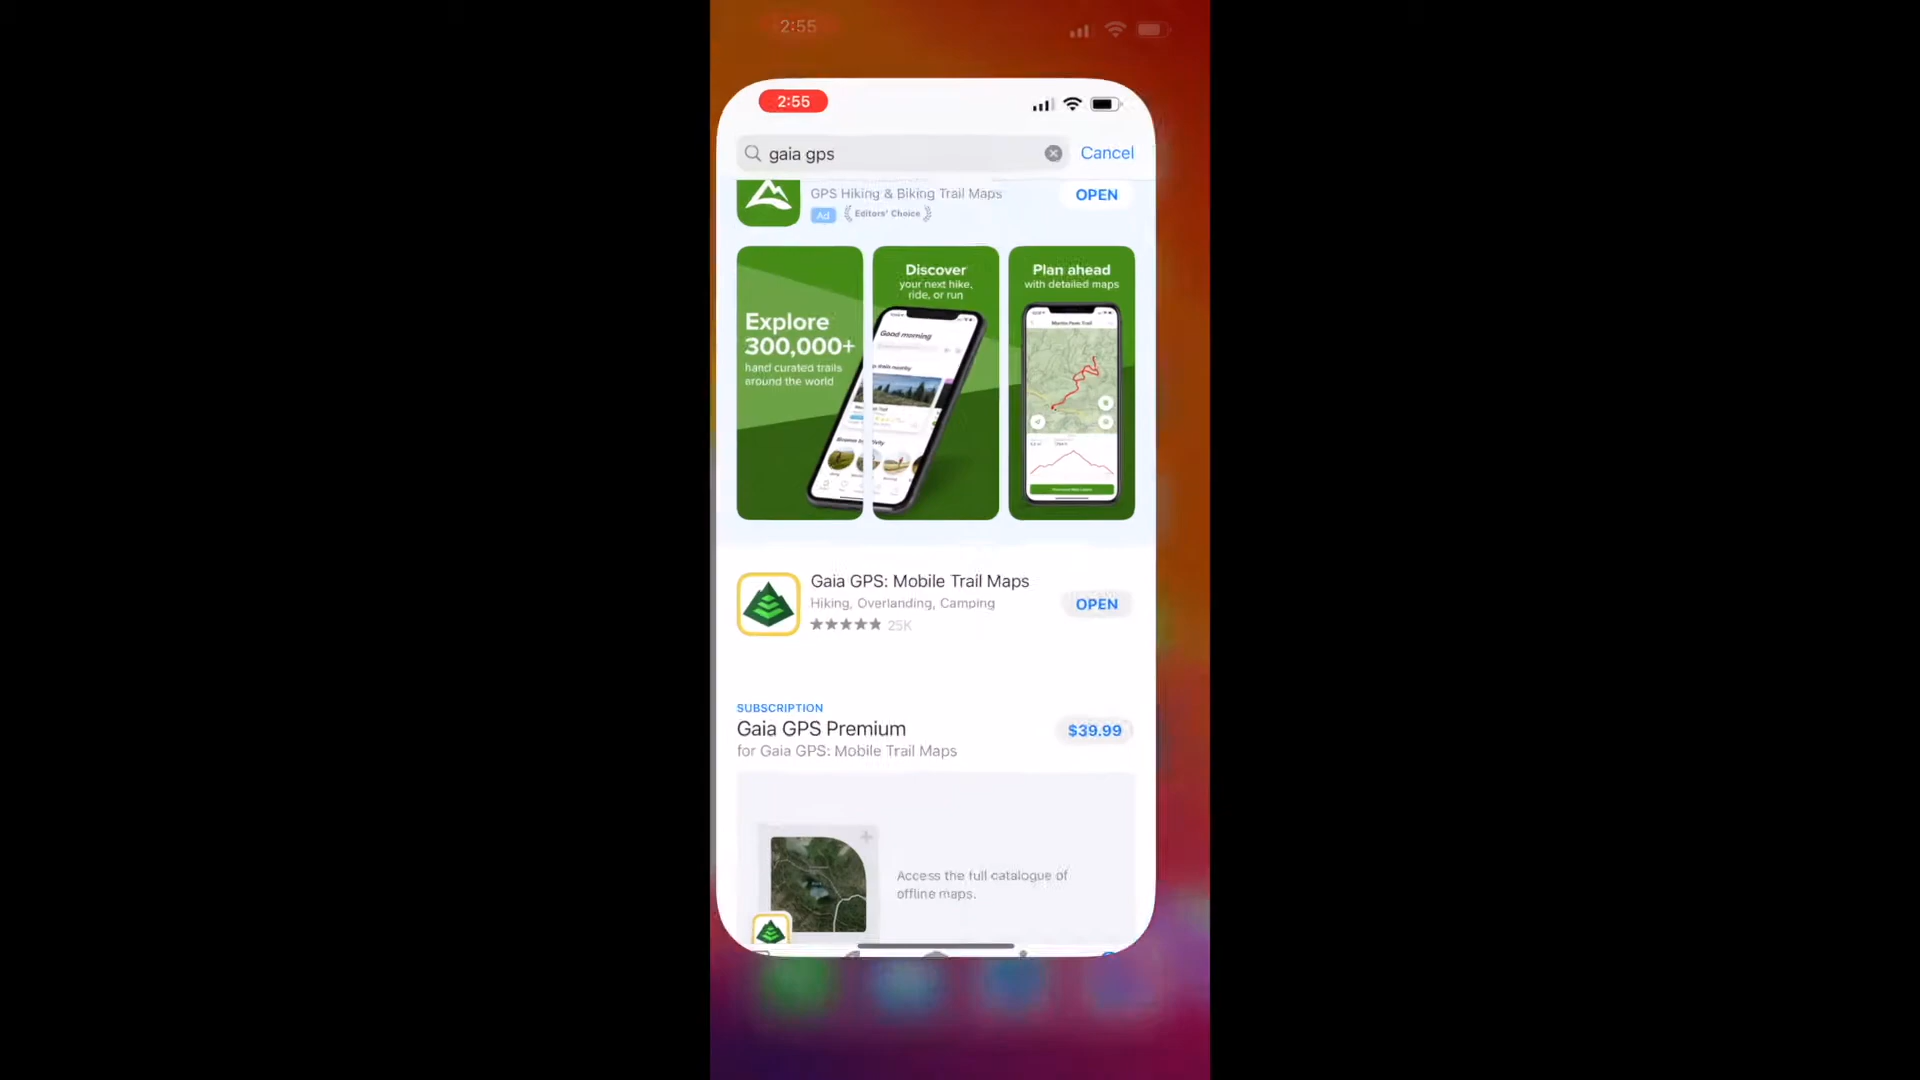 2:55
2:55
gaia gps
Cancel
GPS Hiking & Biking Trail Maps
OPEN
Ad
Editors' Choice
Explore
300,000+
hand curated trails
around the world
Discover
your next hike,
ride, or run
Good morning
Plan ahead
with detailed maps
Gaia GPS: Mobile Trail Maps
Hiking, Overlanding, Camping
OPEN
25K
SUBSCRIPTION
Gaia GPS Premium
$39.99
for Gaia GPS: Mobile Trail Maps
Access the full catalogue of
offline maps.